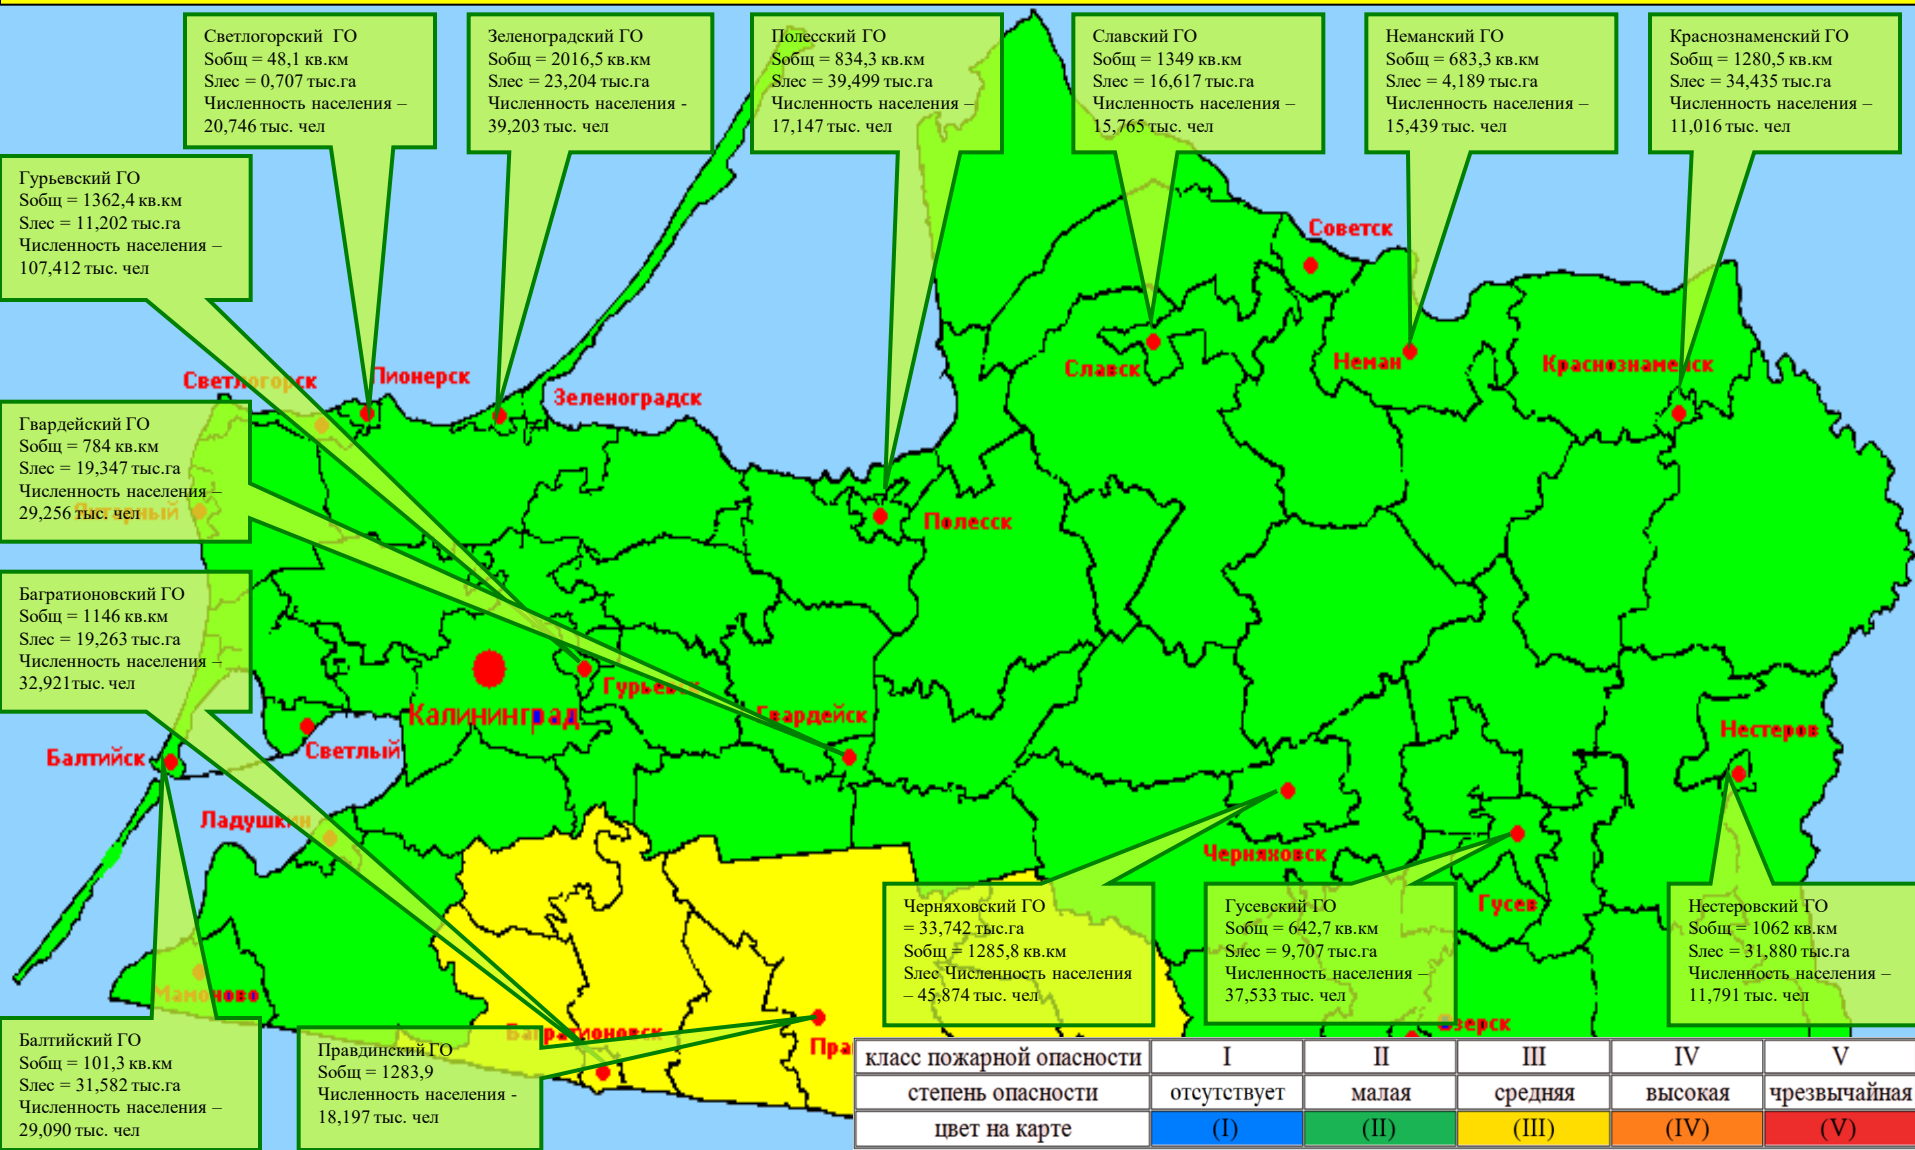 Светлогорский ГО
Sобщ = 48,1 кв.км
Sлес = 0,707 тыс.га
Численность населения –
20,746 тыс. чел
Зеленоградский ГО
Sобщ = 2016,5 кв.км
Sлес = 23,204 тыс.га
Численность населения -
39,203 тыс. чел
Полесский ГО
Sобщ = 834,3 кв.км
Sлес = 39,499 тыс.га
Численность населения –
17,147 тыс. чел
Славский ГО
Sобщ = 1349 кв.км
Sлес = 16,617 тыс.га
Численность населения –
15,765 тыс. чел
Неманский ГО
Sобщ = 683,3 кв.км
Sлес = 4,189 тыс.га
Численность населения –
15,439 тыс. чел
Краснознаменский ГО
Sобщ = 1280,5 кв.км
Sлес = 34,435 тыс.га
Численность населения –
11,016 тыс. чел
Гурьевский ГО
Sобщ = 1362,4 кв.км
Sлес = 11,202 тыс.га
Численность населения –
107,412 тыс. чел
Советск
Светлогорск
Пионерск
Зеленоградск
Славск
Неман
Краснознаменск
Гвардейский ГО
Sобщ = 784 кв.км
Sлес = 19,347 тыс.га
Численность населения –
29,256 тыс. чел
Янтарный
Полесск
Багратионовский ГО
Sобщ = 1146 кв.км
Sлес = 19,263 тыс.га
Численность населения –
32,921тыс. чел
Гурьевск
Калининград
Гвардейск
Нестеров
Балтийск
Светлый
Ладушкин
Черняховск
Гусев
Черняховский ГО
= 33,742 тыс.га
Sобщ = 1285,8 кв.км
Sлес Численность населения
– 45,874 тыс. чел
Гусевский ГО
Sобщ = 642,7 кв.км
Sлес = 9,707 тыс.га
Численность населения –
37,533 тыс. чел
Нестеровский ГО
Sобщ = 1062 кв.км
Sлес = 31,880 тыс.га
Численность населения –
11,791 тыс. чел
Мамоново
Озерск
Багратионовск
Пра
Балтийский ГО
Sобщ = 101,3 кв.км
Sлес = 31,582 тыс.га
Численность населения –
29,090 тыс. чел
Правдинский ГО
Sобщ = 1283,9
Численность населения -
18,197 тыс. чел
класс пожарной опасности I II III IV V
степень опасности отсутствует малая средняя высокая чрезвычайная
цвет на карте (I) (II) (III) (IV) (V)